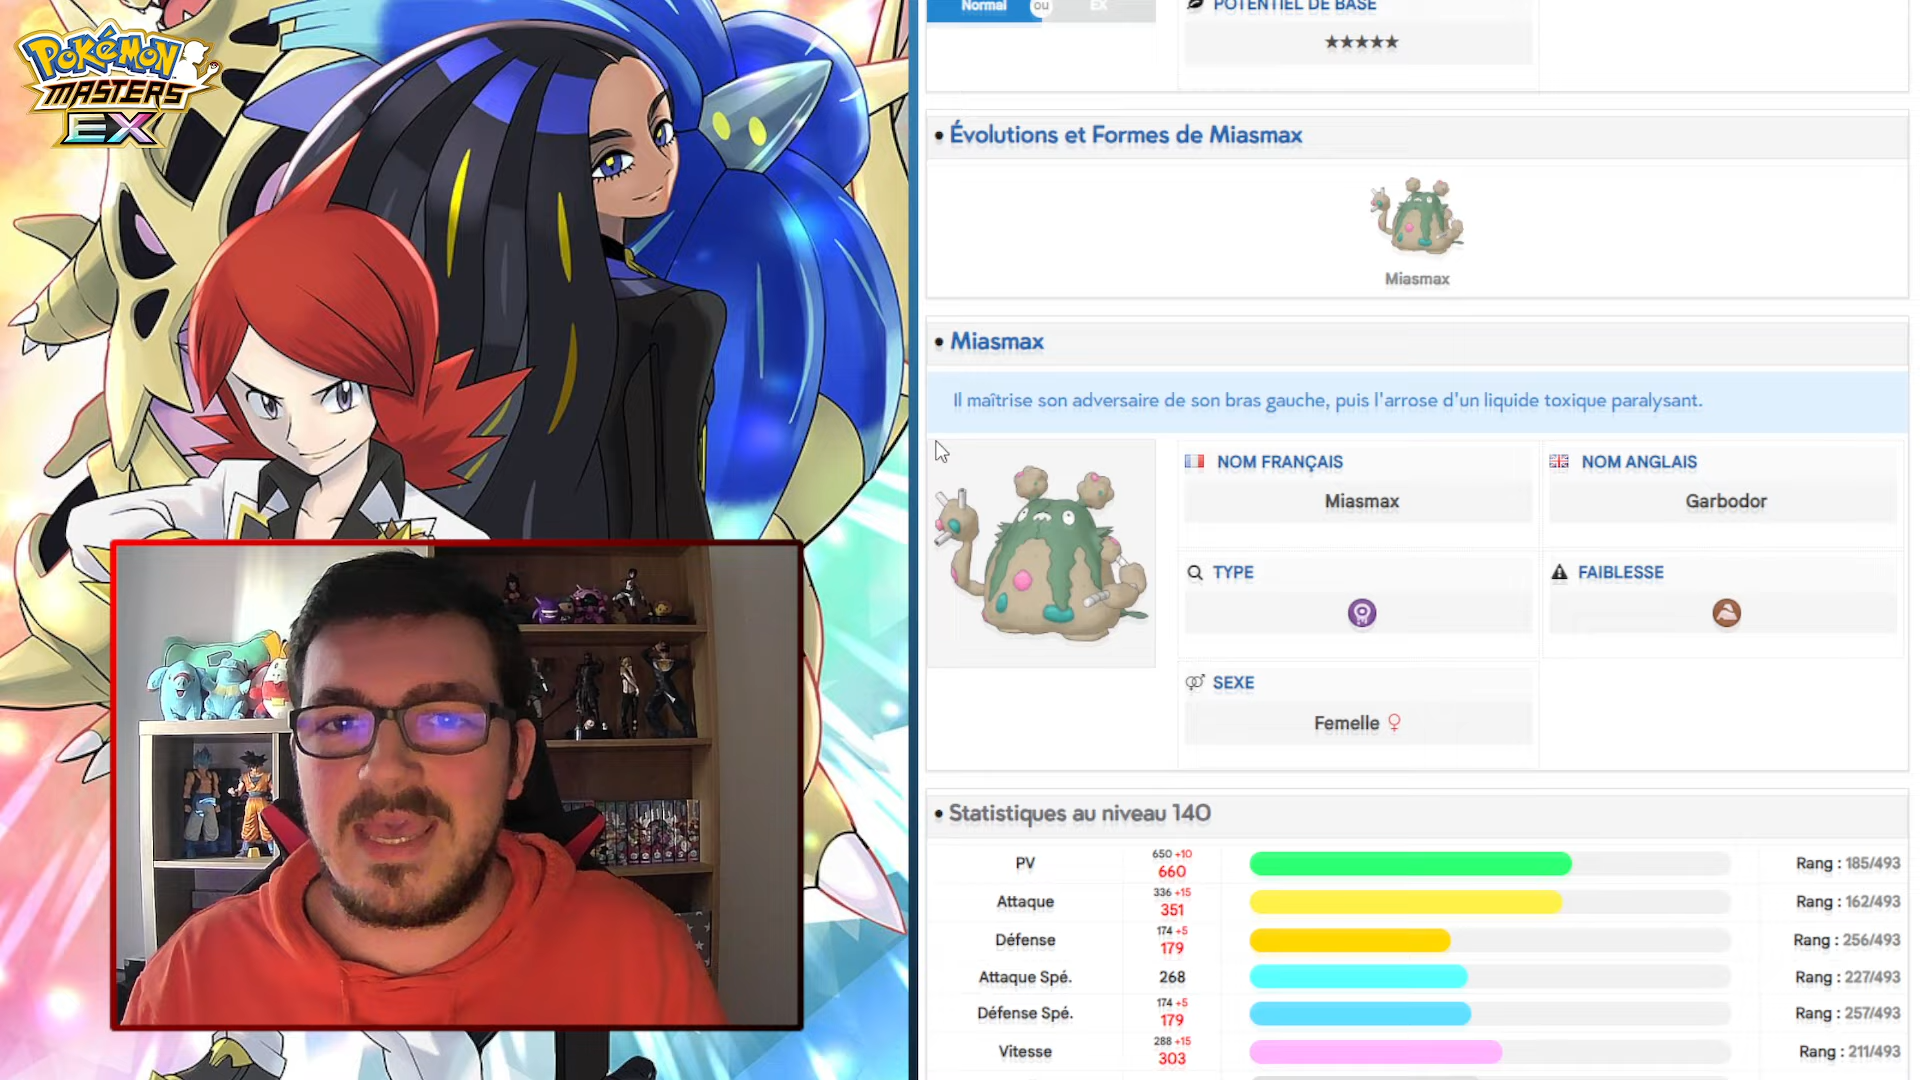 POKÉMON
MASTERS
EX
Normal
ou
EX
POTENTIEL DE BASE
★★★★★
• Évolutions et Formes de Miasmax
Miasmax
• Miasmax
Il maîtrise son adversaire de son bras gauche, puis l'arrose d'un liquide toxique paralysant.
NOM FRANÇAIS
Miasmax
NOM ANGLAIS
Garbodor
TYPE
FAIBLESSE
SEXE
Femelle ♀
• Statistiques au niveau 140
PV 650 +10 660 Rang : 185/493
Attaque 336 +15 351 Rang : 162/493
Défense 174 +5 179 Rang : 256/493
Attaque Spé. 268 Rang : 227/493
Défense Spé. 174 +5 179 Rang : 257/493
Vitesse 288 +15 303 Rang : 211/493